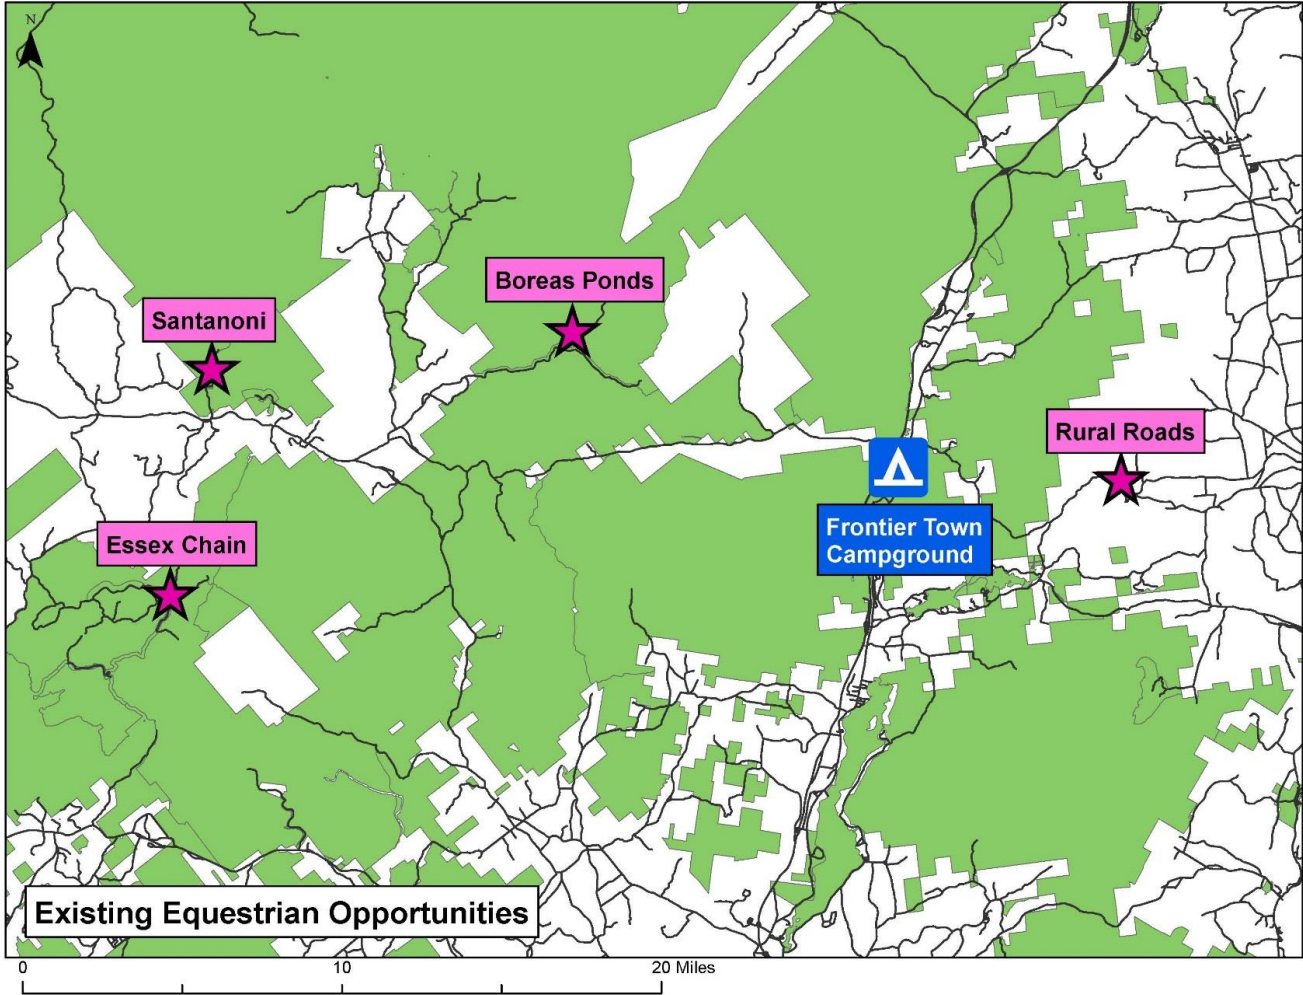 N
Boreas Ponds
Santanoni
Rural Roads
Frontier Town
Campground
Essex Chain
Existing Equestrian Opportunities
0 10 20 Miles